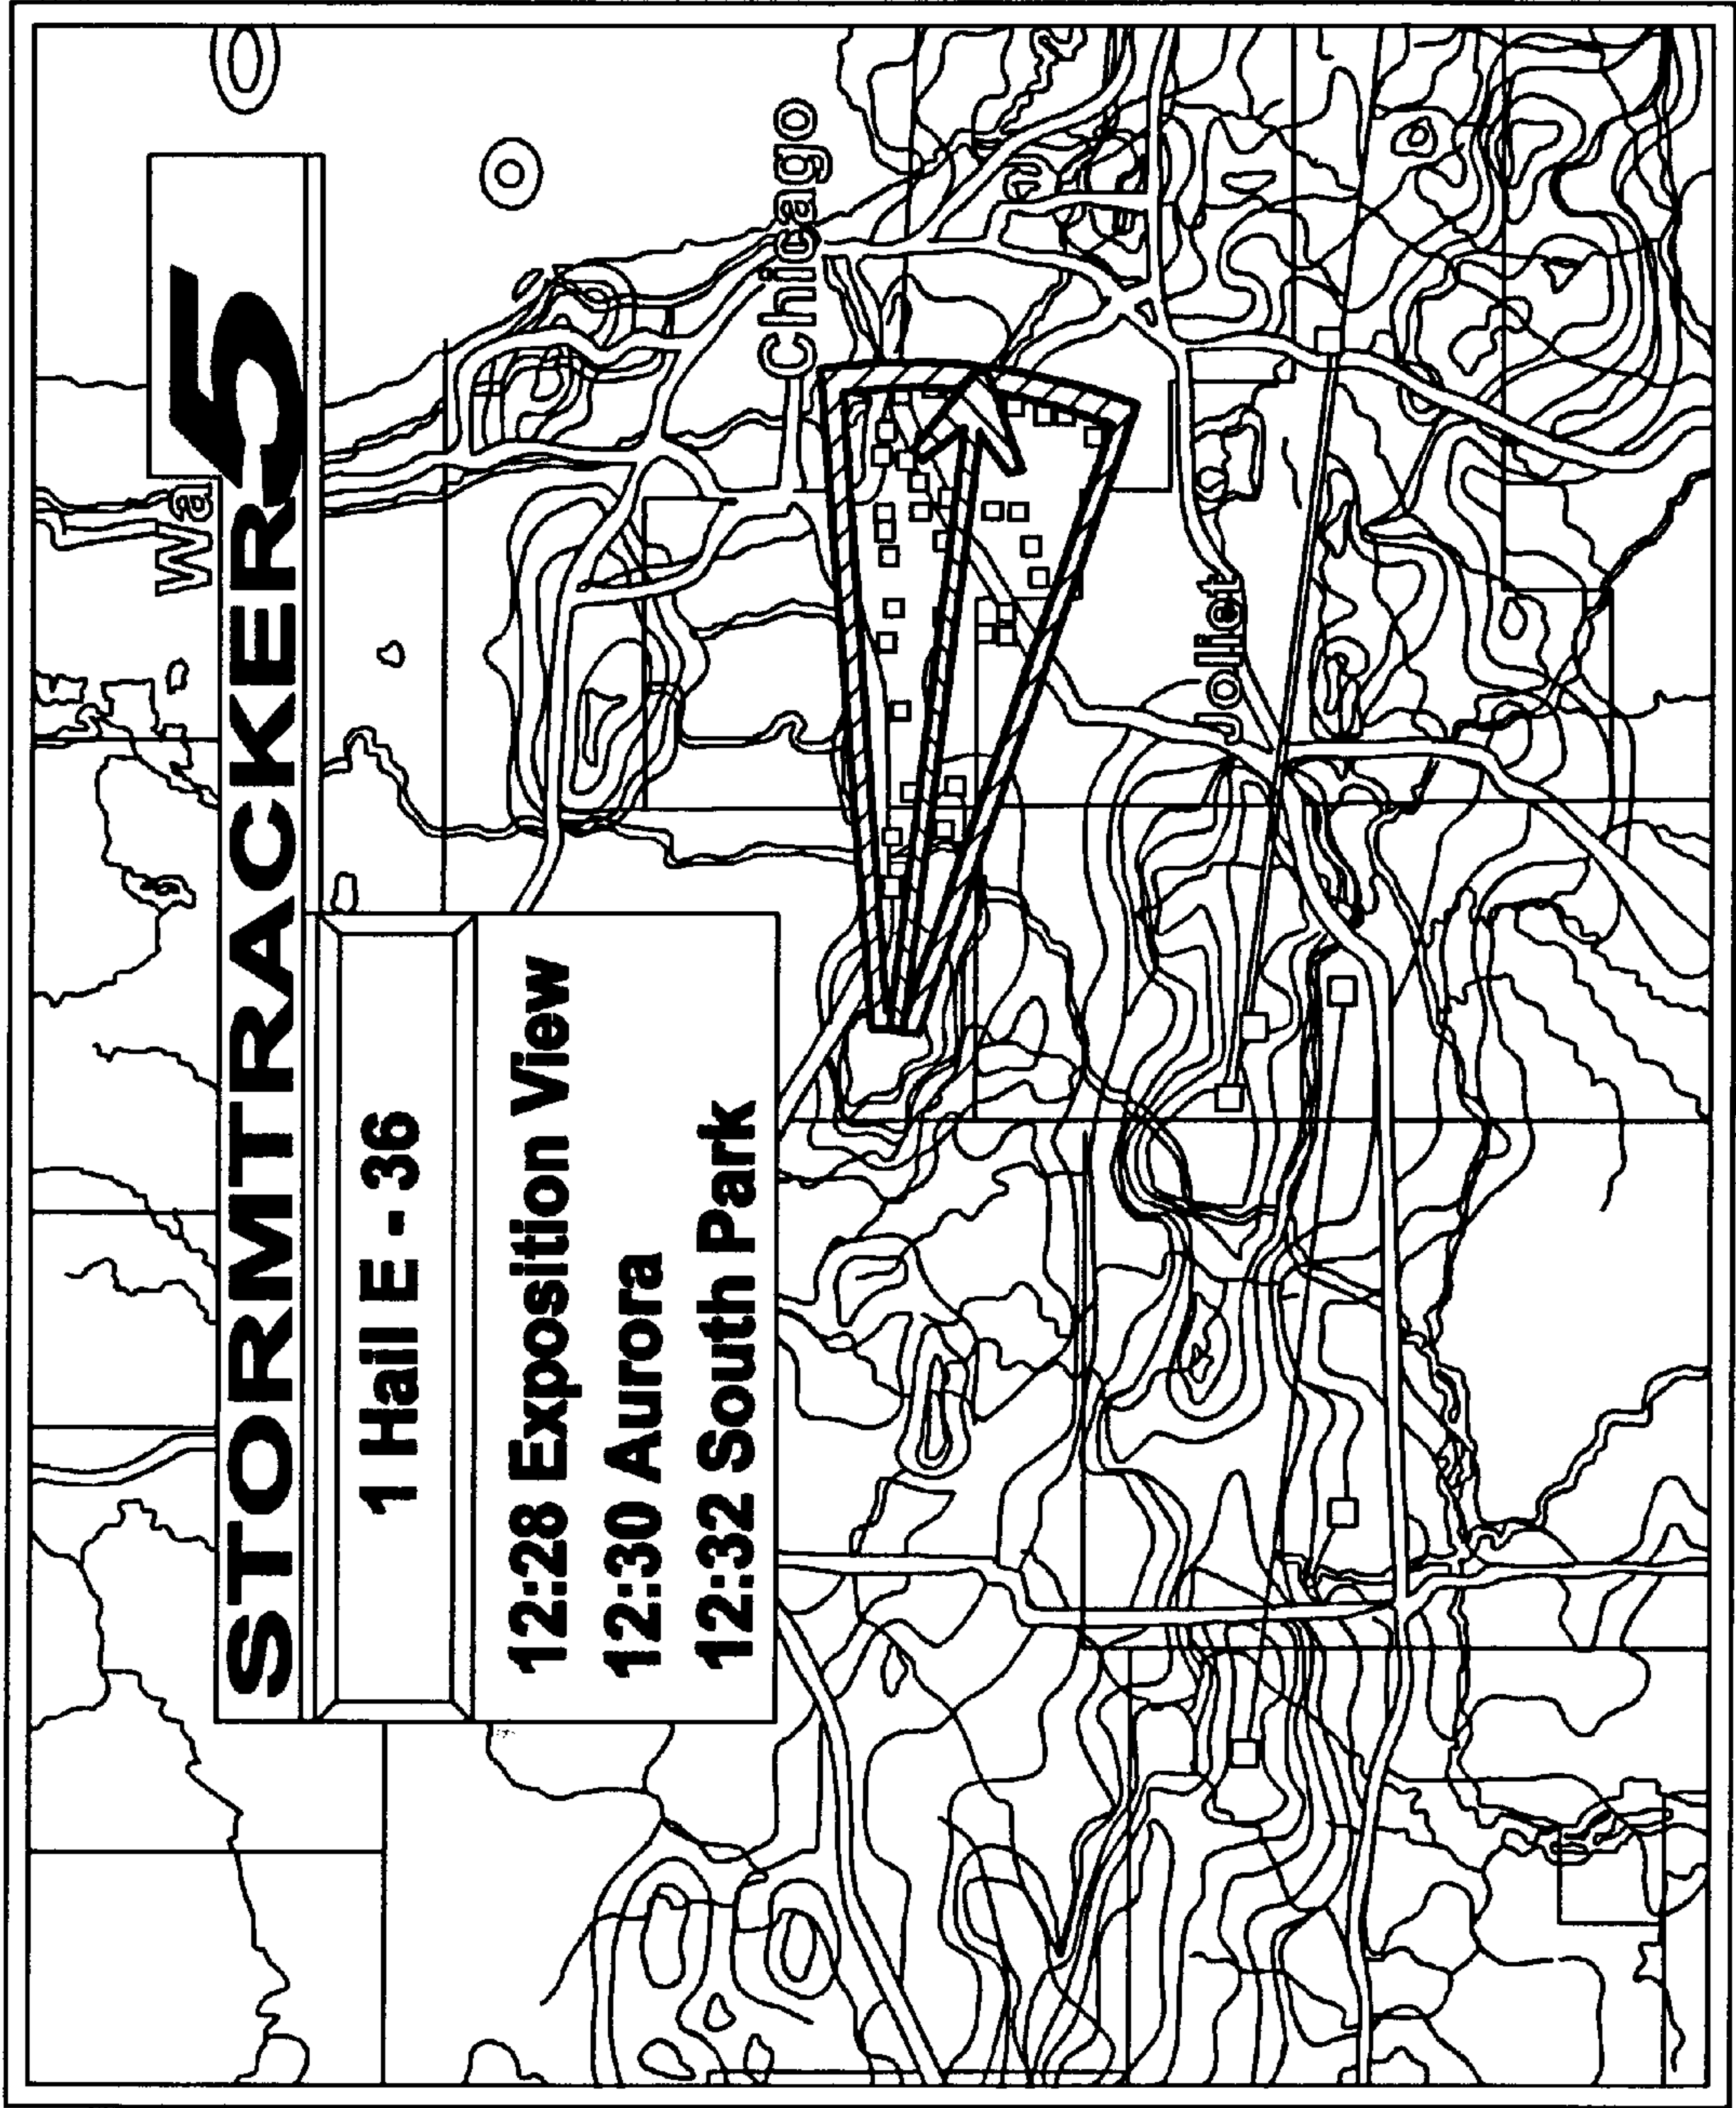 Wa
STORMTRACKER 5
1 Hail E - 36
12:28 Exposition View
12:30 Aurora
12:32 South Park
Chicago
Joliet